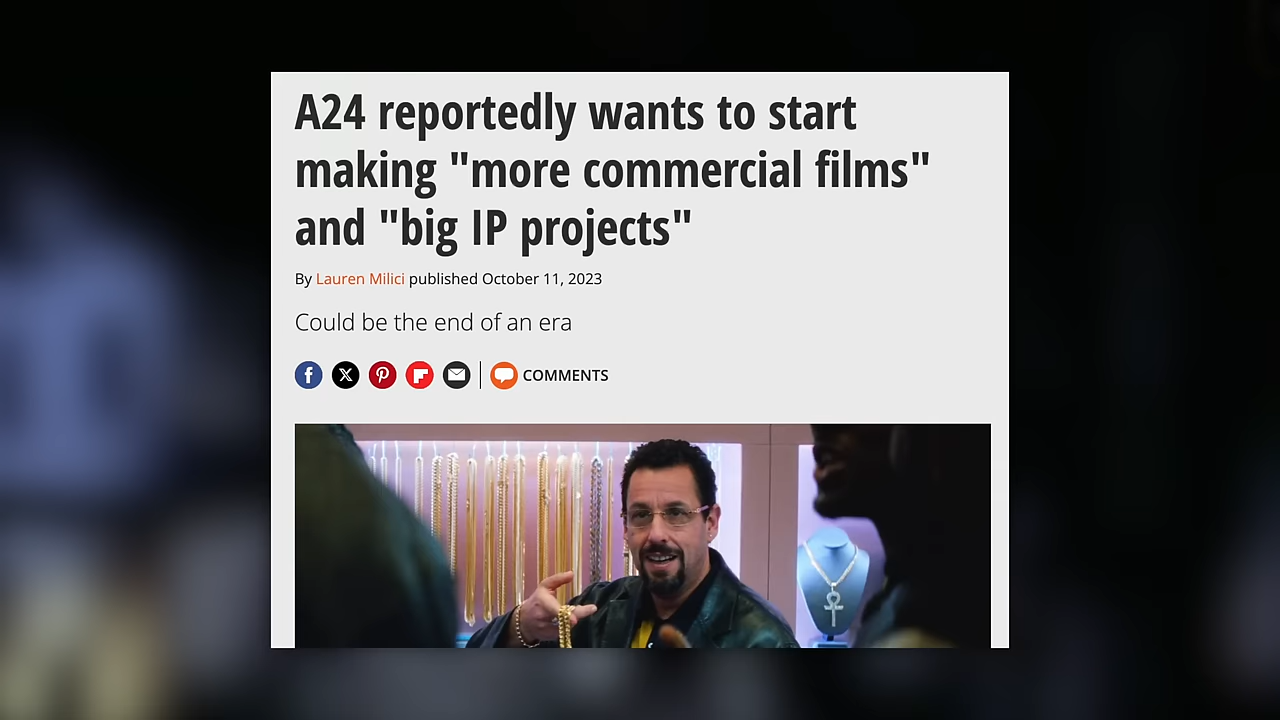 A24 reportedly wants to start
making "more commercial films"
and "big IP projects"
By Lauren Milici published October 11, 2023
Could be the end of an era
COMMENTS